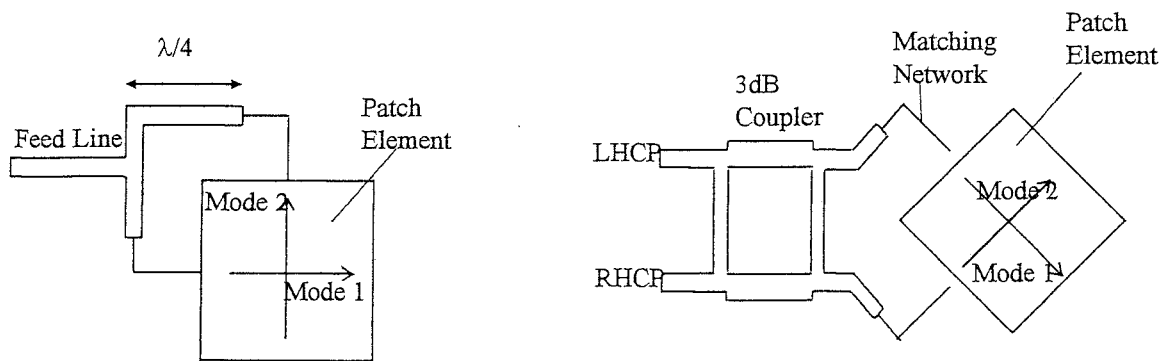 λ/4
Feed Line
Patch
Element
Mode 2
Mode 1
Matching
Network
Patch
Element
3dB
Coupler
LHCP
RHCP
Mode 2
Mode 1